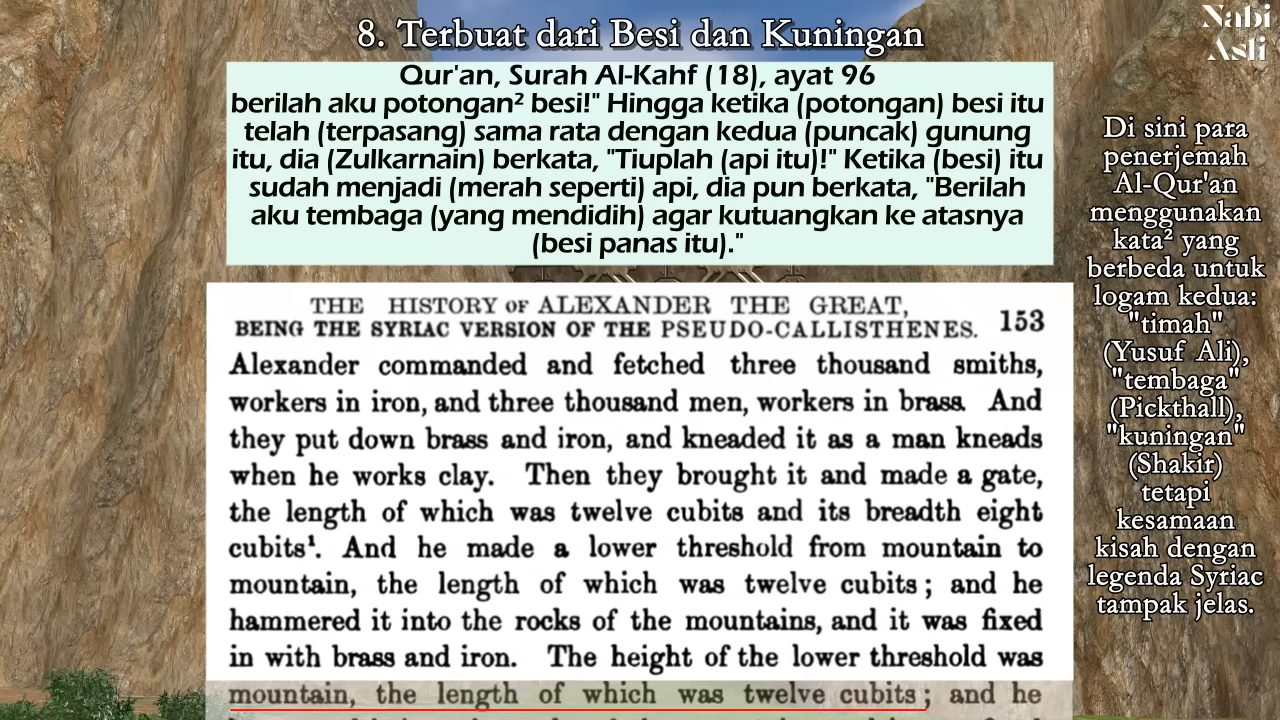 8. Terbuat dari Besi dan Kuningan
Nabi
Asli
Qur'an, Surah Al-Kahf (18), ayat 96
berilah aku potongan² besi!" Hingga ketika (potongan) besi itu
telah (terpasang) sama rata dengan kedua (puncak) gunung
itu, dia (Zulkarnain) berkata, "Tiuplah (api itu)!" Ketika (besi) itu
sudah menjadi (merah seperti) api, dia pun berkata, "Berilah
aku tembaga (yang mendidih) agar kutuangkan ke atasnya
(besi panas itu)."
THE HISTORY OF ALEXANDER THE GREAT,
BEING THE SYRIAC VERSION OF THE PSEUDO-CALLISTHENES.
153
Alexander commanded and fetched three thousand smiths,
workers in iron, and three thousand men, workers in brass. And
they put down brass and iron, and kneaded it as a man kneads
when he works clay. Then they brought it and made a gate,
the length of which was twelve cubits and its breadth eight
cubits¹. And he made a lower threshold from mountain to
mountain, the length of which was twelve cubits; and he
hammered it into the rocks of the mountains, and it was fixed
in with brass and iron. The height of the lower threshold was
mountain, the length of which was twelve cubits; and he
Di sini para
penerjemah
Al-Qur'an
menggunakan
kata² yang
berbeda untuk
logam kedua:
"timah"
(Yusuf Ali),
"tembaga"
(Pickthall),
"kuningan"
(Shakir)
tetapi
kesamaan
kisah dengan
legenda Syriac
tampak jelas.